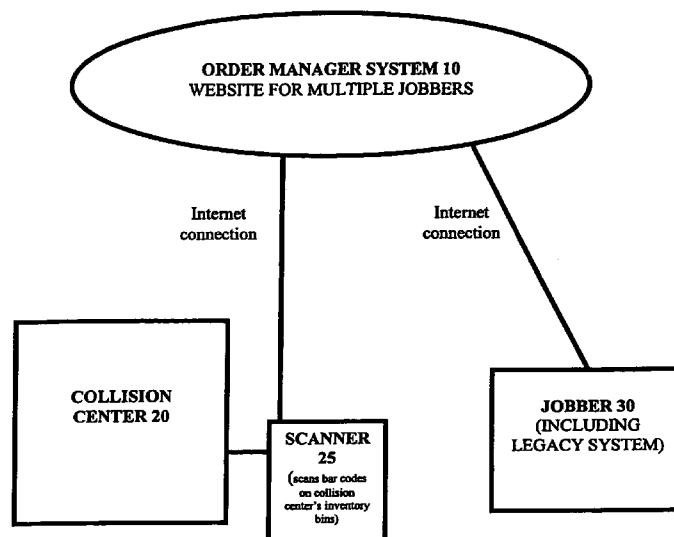 ORDER MANAGER SYSTEM 10
WEBSITE FOR MULTIPLE JOBBERS
Internet
connection
Internet
connection
COLLISION
CENTER 20
SCANNER
25
(scans bar codes
on collision
center's inventory
bins)
JOBBER 30
(INCLUDING
LEGACY SYSTEM)